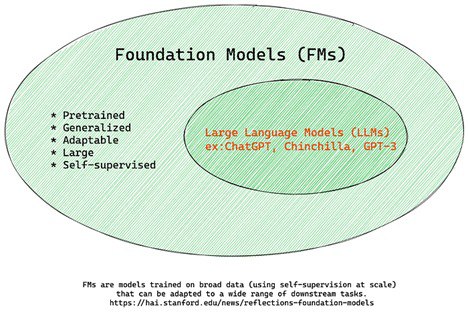 Foundation Models (FMs)
* Pretrained
* Generalized
* Adaptable
* Large
* Self-supervised
Large Language Models (LLMs)
ex:ChatGPT, Chinchilla, GPT-3
FMs are models trained on broad data (using self-supervision at scale)
that can be adapted to a wide range of downstream tasks.
https://hai.stanford.edu/news/reflections-foundation-models